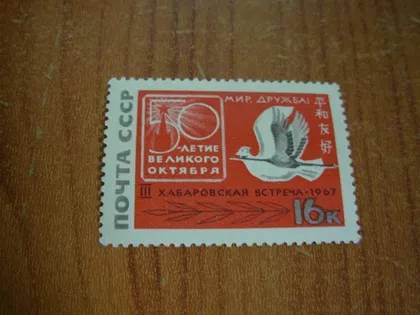 ПОЧТА СССР
50
-ЛЕТИЕ
ВЕЛИКОГО
ОКТЯБРЯ
МИР, ДРУЖБА!
平和友好
III ХАБАРОВСКАЯ ВСТРЕЧА·1967
16к